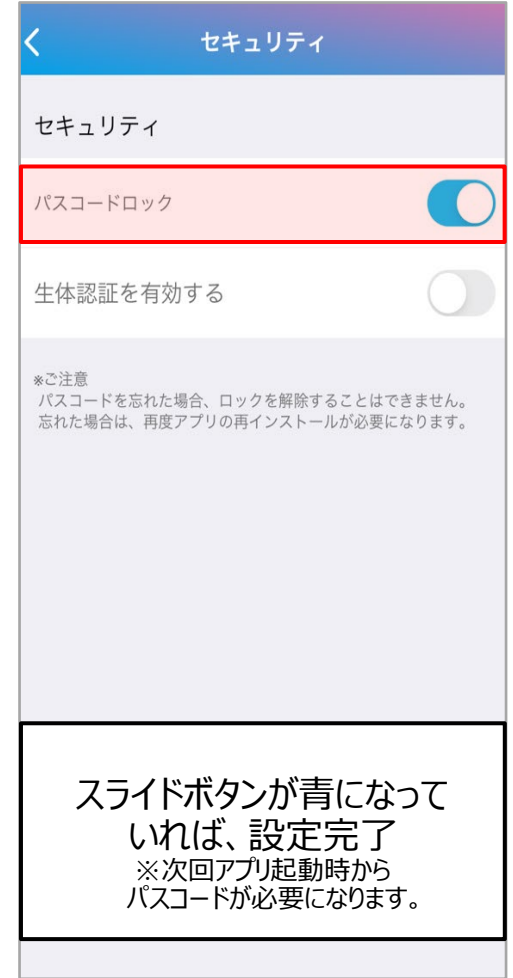 セキュリティ
セキュリティ
パスコードロック
生体認証を有効する
※ご注意
パスコードを忘れた場合、ロックを解除することはできません。
忘れた場合は、再度アプリの再インストールが必要になります。
スライドボタンが青になって
いれば、設定完了
※次回アプリ起動時から
パスコードが必要になります。